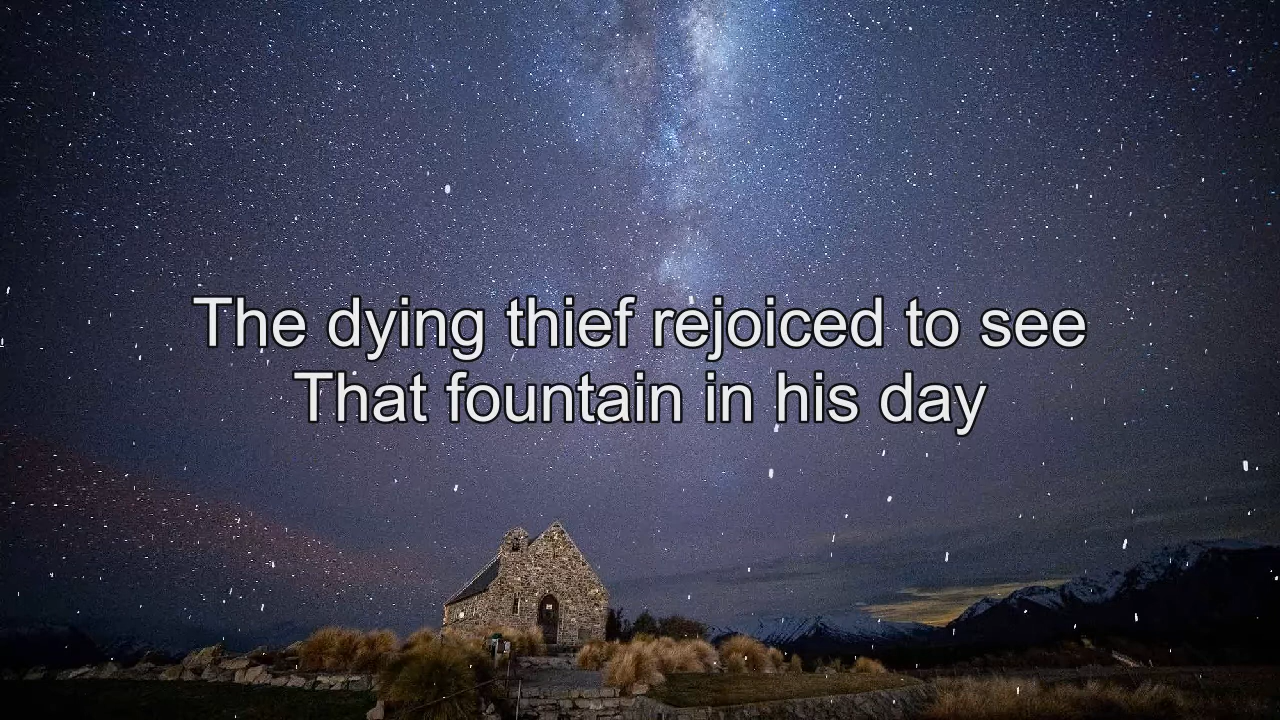 The dying thief rejoiced to see
That fountain in his day